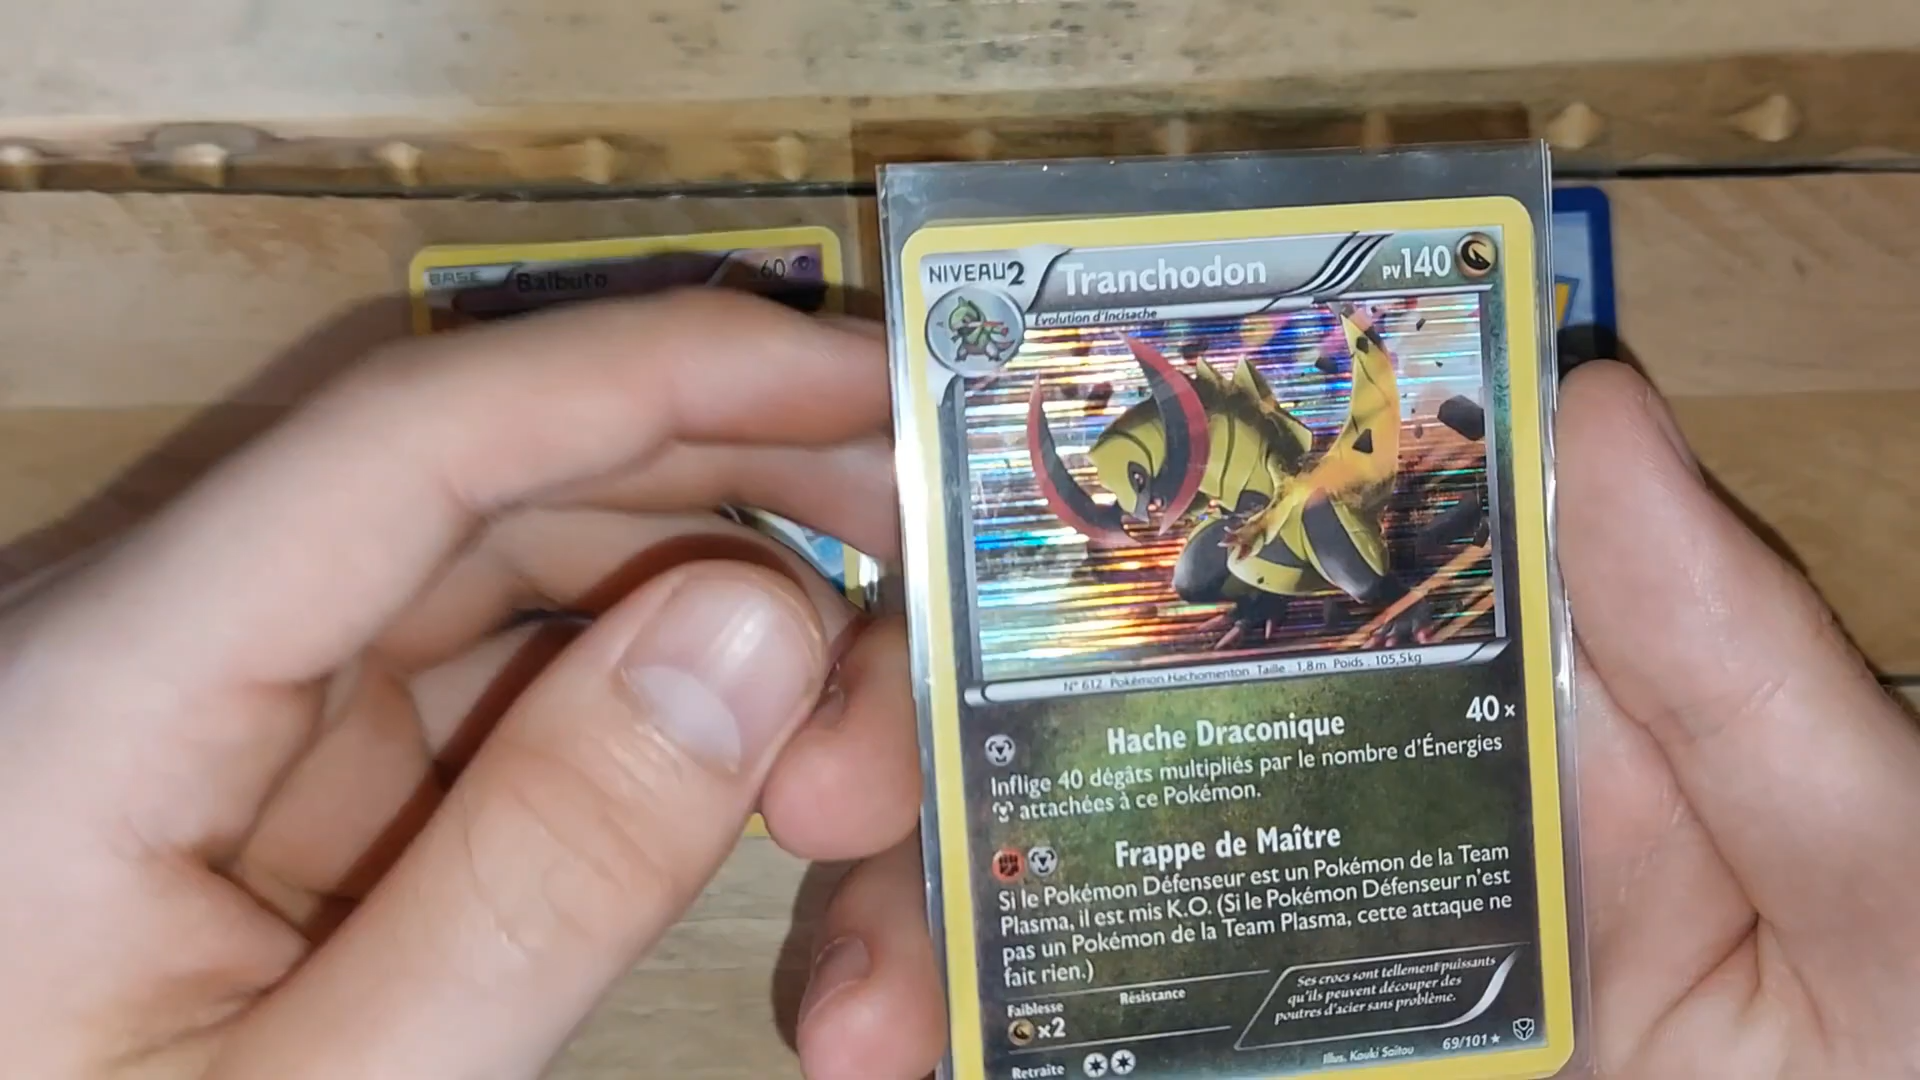 BASE Balbuto 60
NIVEAU2 Tranchodon PV140
Évolution d'Incisache
N° 612 Pokémon Hachomenton Taille : 1,8m Poids : 105,5kg
Hache Draconique 40×
Inflige 40 dégâts multipliés par le nombre d'Énergies
attachées à ce Pokémon.
Frappe de Maître
Si le Pokémon Défenseur est un Pokémon de la Team
Plasma, il est mis K.O. (Si le Pokémon Défenseur n'est
pas un Pokémon de la Team Plasma, cette attaque ne
fait rien.)
Faiblesse Résistance
×2
Retraite
Ses crocs sont tellement puissants
qu'ils peuvent découper des
poutres d'acier sans problème.
Illus. Kouki Saitou 69/101